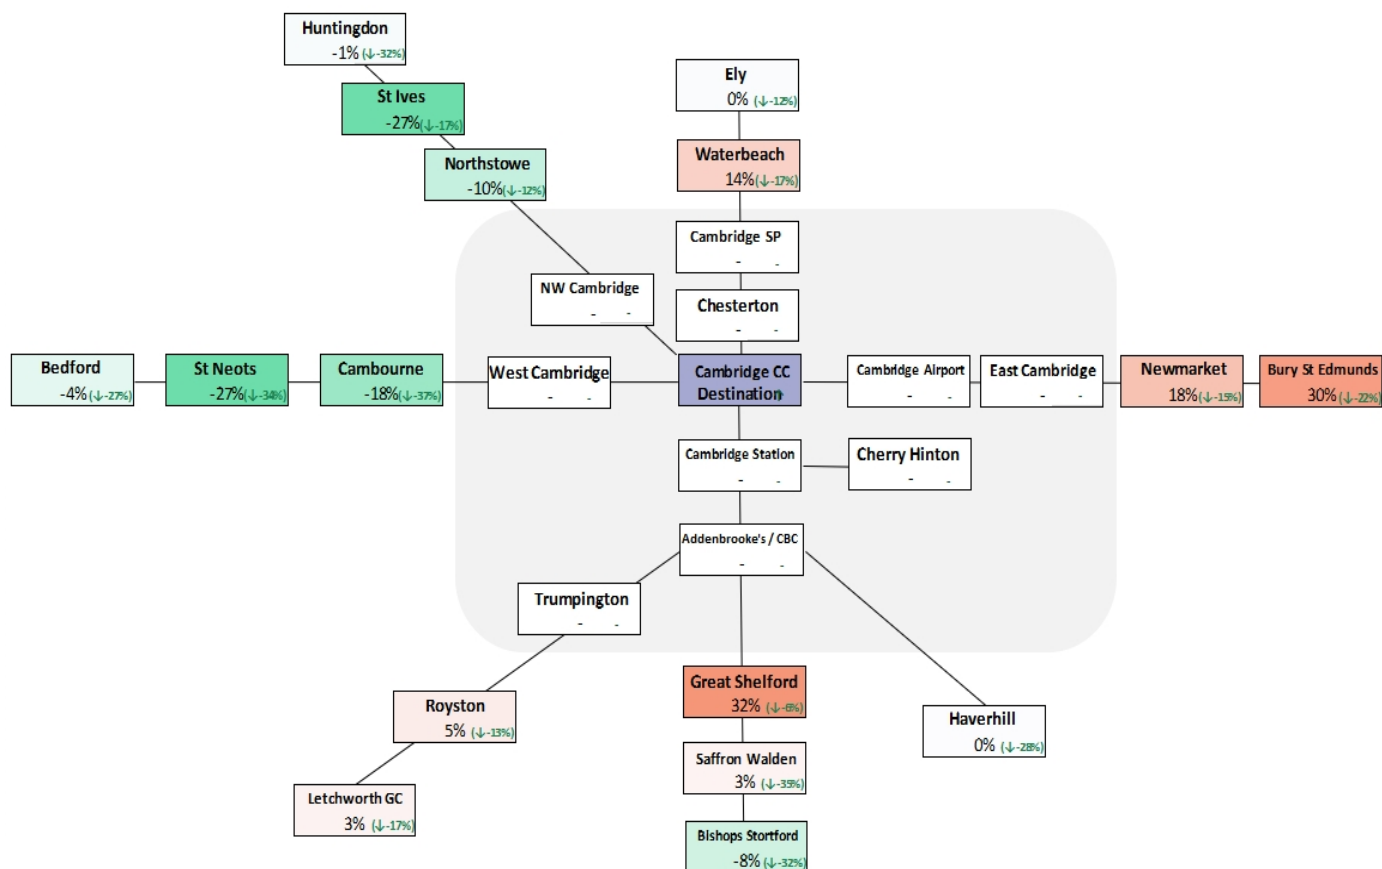 Huntingdon
-1% (↓-32%)
St Ives
-27%(↓-17%)
Northstowe
-10%(↓-12%)
Ely
0% (↓-12%)
Waterbeach
14%(↓-17%)
Cambridge SP
- -
NW Cambridge
- -
Chesterton
- -
Bedford
-4%(↓-27%)
St Neots
-27%(↓-34%)
Cambourne
-18%(↓-37%)
West Cambridge
- -
Cambridge CC
Destination
Cambridge Airport
- -
East Cambridge
- -
Newmarket
18%(↓-15%)
Bury St Edmunds
30%(↓-22%)
Cambridge Station
- -
Cherry Hinton
- -
Addenbrooke's / CBC
- -
Trumpington
- -
Great Shelford
32% (↓-6%)
Royston
5% (↓-13%)
Haverhill
0% (↓-28%)
Saffron Walden
3% (↓-35%)
Letchworth GC
3% (↓-17%)
Bishops Stortford
-8%(↓-32%)